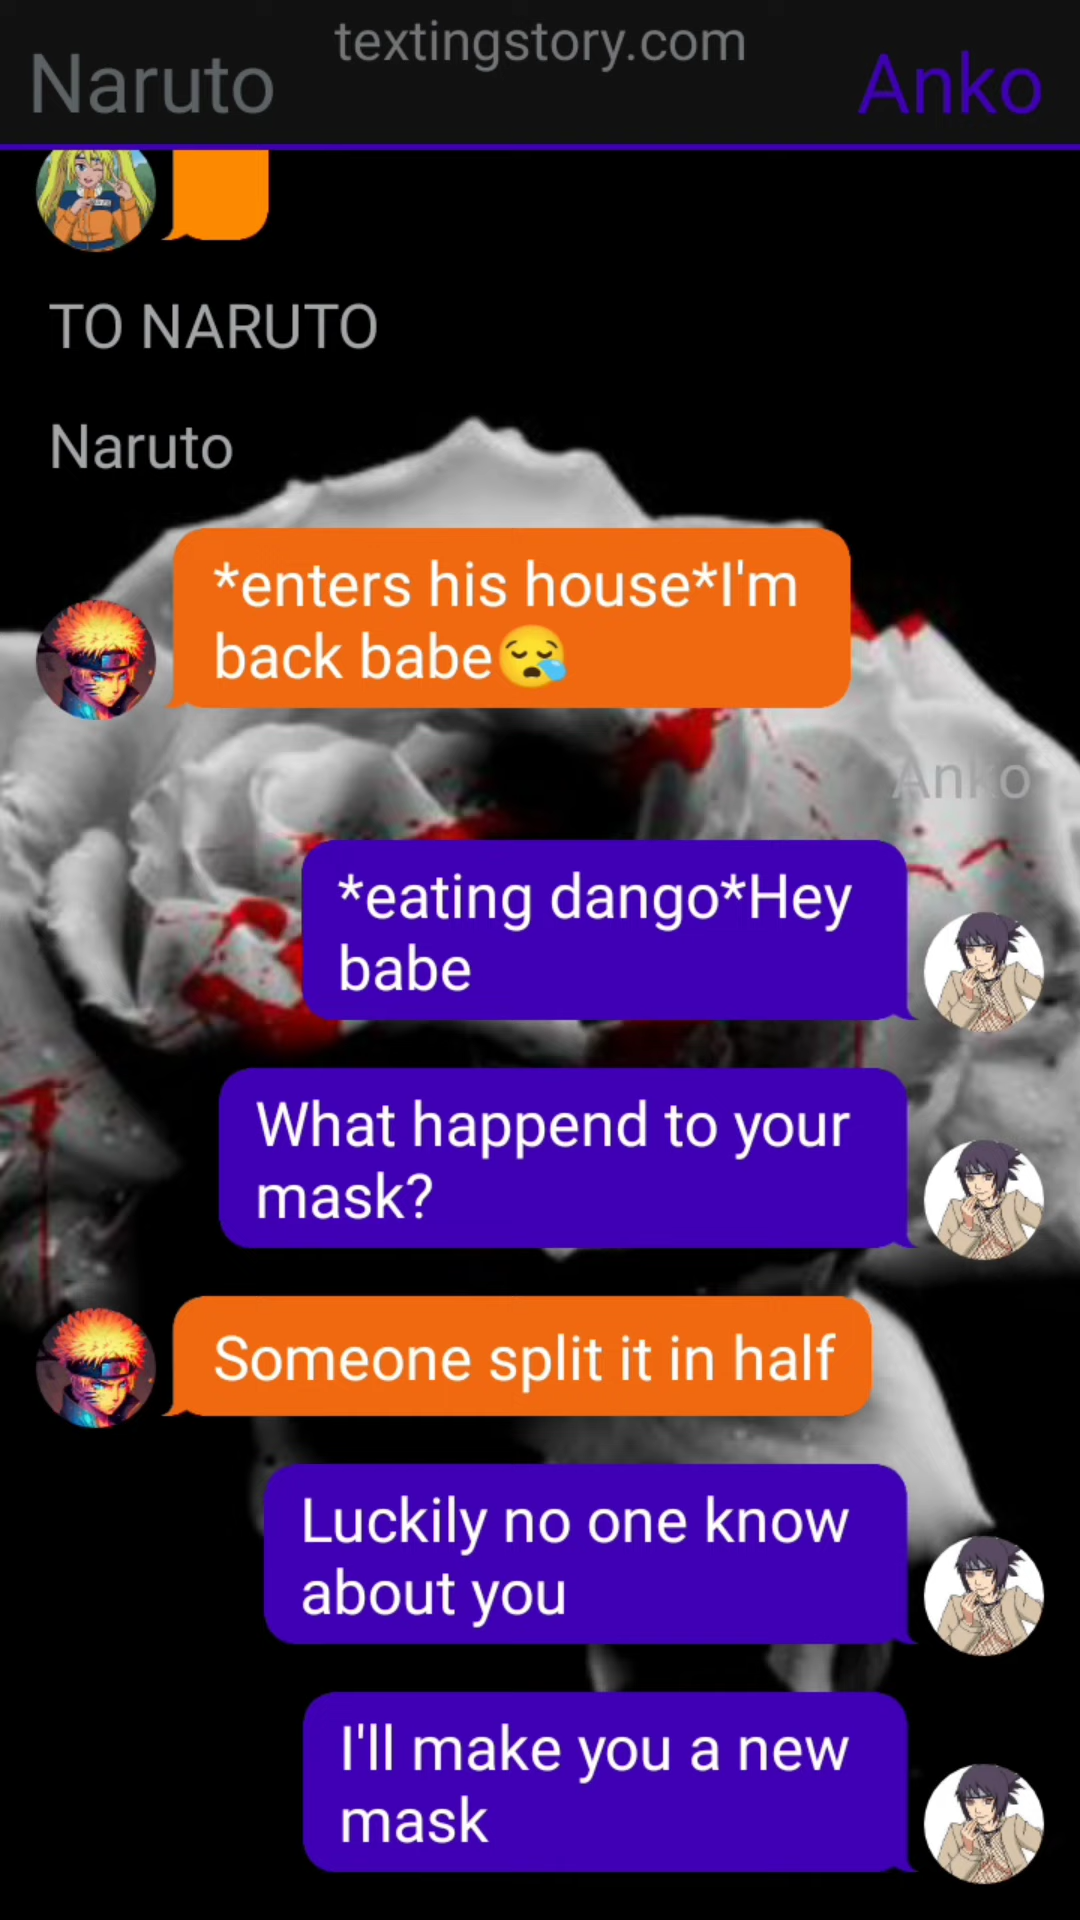 textingstory.com
Naruto
Anko
TO NARUTO
Naruto
*enters his house*I'm
back babe😪
Anko
*eating dango*Hey
babe
What happend to your
mask?
Someone split it in half
Luckily no one know
about you
I'll make you a new
mask